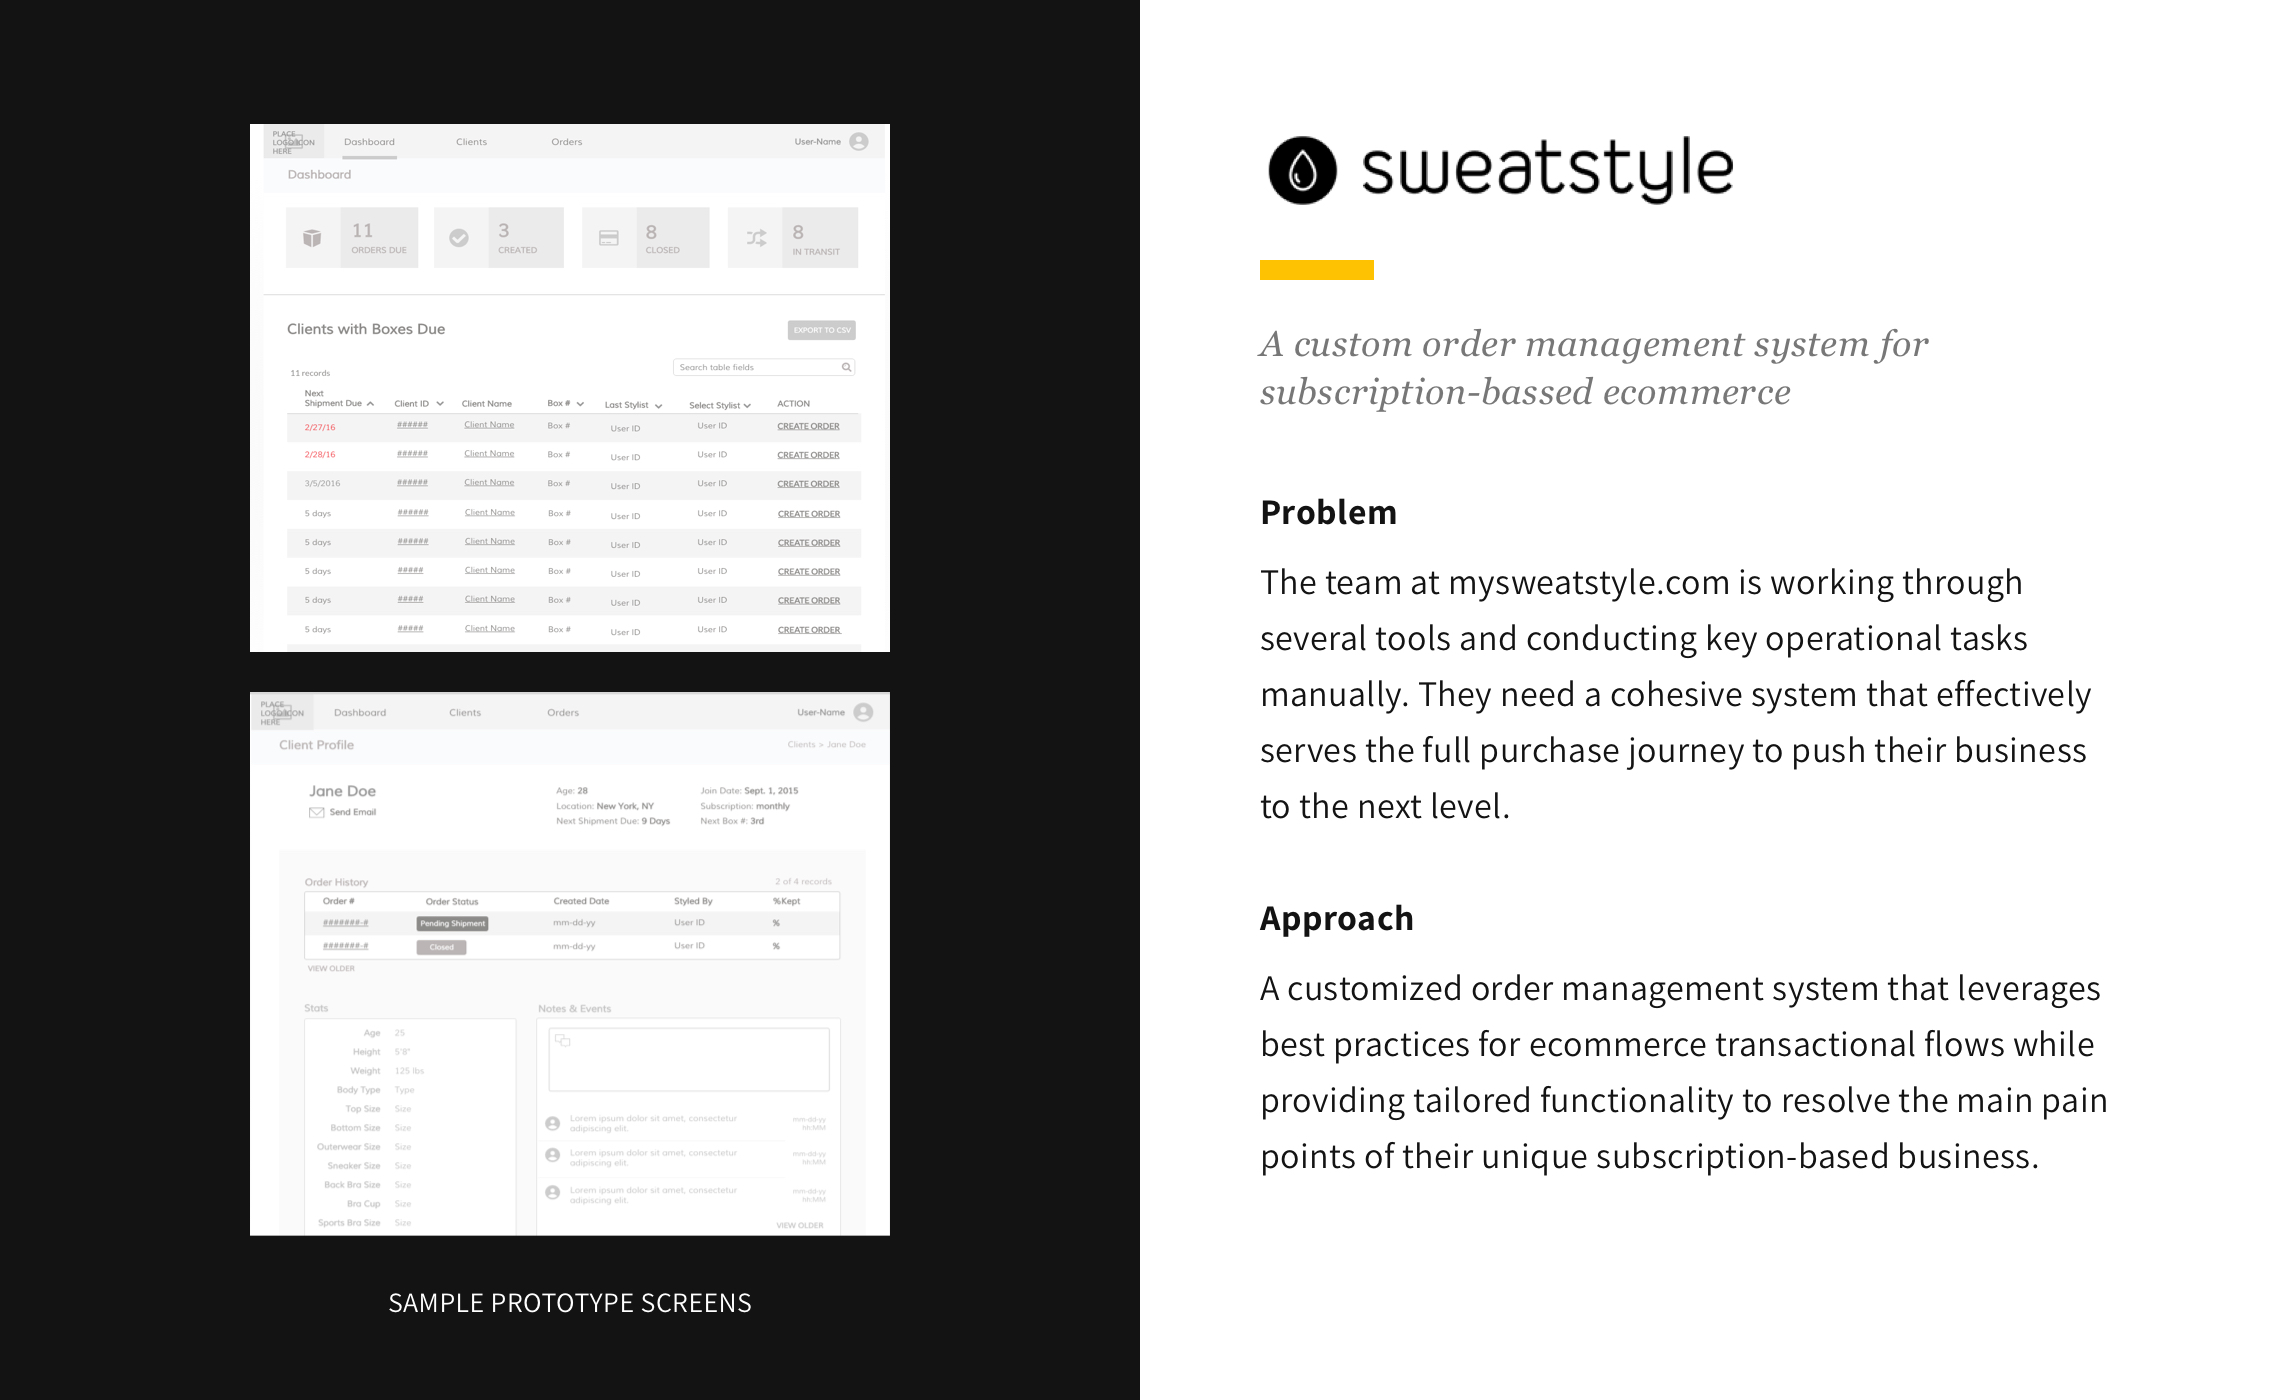 PLACE
LOGO/ICON
HERE
Dashboard Clients Orders User-Name
Dashboard
11 3 8 8
ORDERS DUE CREATED CLOSED IN TRANSIT
Clients with Boxes Due EXPORT TO CSV
Search table fields
11 records
Next
Shipment Due Client ID Client Name Box # Last Stylist Select Stylist ACTION
2/27/16 ###### Client Name Box # User ID User ID CREATE ORDER
2/28/16 ###### Client Name Box # User ID User ID CREATE ORDER
3/5/2016 ###### Client Name Box # User ID User ID CREATE ORDER
5 days ###### Client Name Box # User ID User ID CREATE ORDER
5 days ###### Client Name Box # User ID User ID CREATE ORDER
5 days ##### Client Name Box # User ID User ID CREATE ORDER
5 days ##### Client Name Box # User ID User ID CREATE ORDER
5 days ##### Client Name Box # User ID User ID CREATE ORDER
PLACE
LOGO/ICON
HERE
Dashboard Clients Orders User-Name
Client Profile Clients > Jane Doe
Jane Doe Age: 28 Join Date: Sept. 1, 2015
Send Email Location: New York, NY Subscription: monthly
Next Shipment Due: 9 Days Next Box #: 3rd
Order History 2 of 4 records
Order # Order Status Created Date Styled By %Kept
#######-# Pending Shipment mm-dd-yy User ID %
#######-# Closed mm-dd-yy User ID %
VIEW OLDER
Stats
Age 25
Height 5'8"
Weight 125 lbs
Body Type Type
Top Size Size
Bottom Size Size
Outerwear Size Size
Sneaker Size Size
Back Bra Size Size
Bra Cup Size
Sports Bra Size Size
Notes & Events
Lorem ipsum dolor sit amet, consectetur mm-dd-yy
adipiscing elit. hh:MM
Lorem ipsum dolor sit amet, consectetur mm-dd-yy
adipiscing elit. hh:MM
Lorem ipsum dolor sit amet, consectetur mm-dd-yy
adipiscing elit. hh:MM
VIEW OLDER
SAMPLE PROTOTYPE SCREENS
sweatstyle
A custom order management system for
subscription-bassed ecommerce
Problem
The team at mysweatstyle.com is working through
several tools and conducting key operational tasks
manually. They need a cohesive system that effectively
serves the full purchase journey to push their business
to the next level.
Approach
A customized order management system that leverages
best practices for ecommerce transactional flows while
providing tailored functionality to resolve the main pain
points of their unique subscription-based business.